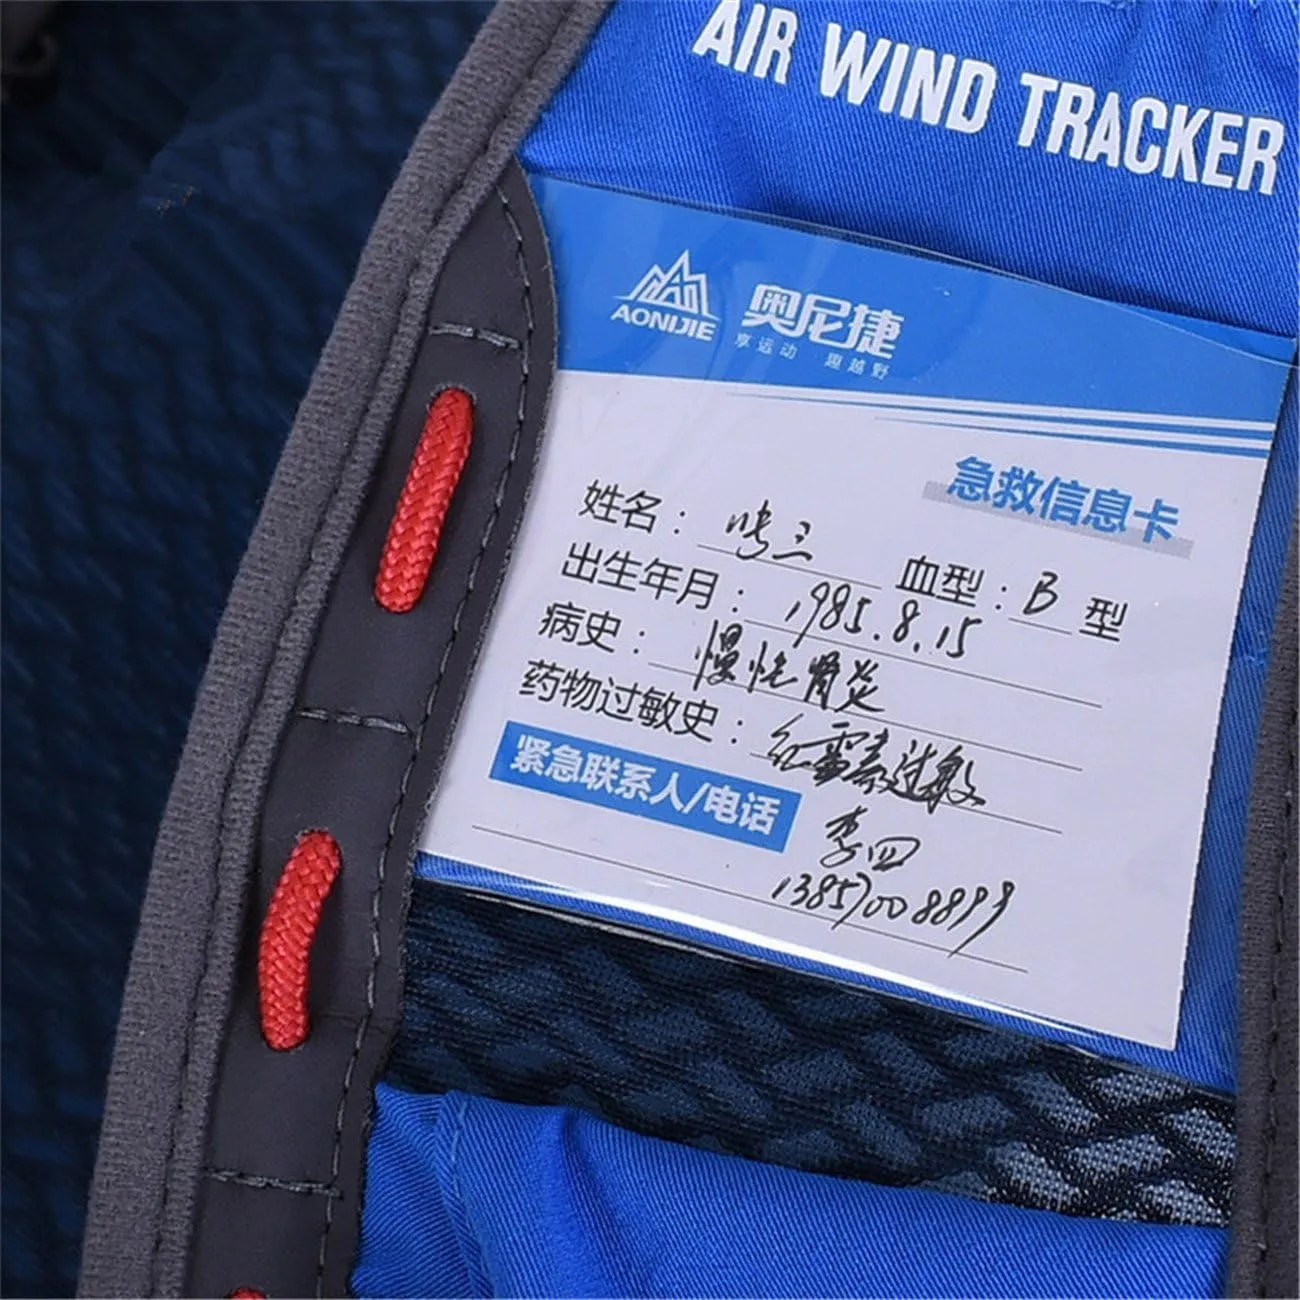 AIR WIND TRACKER
AONIJIE 奥尼捷
享运动 趣越野
急救信息卡
姓名：三 血型：B型
出生年月：1985.8.15
病史：慢性肾炎
药物过敏史：红霉素过敏
紧急联系人/电话 李四
13857008899